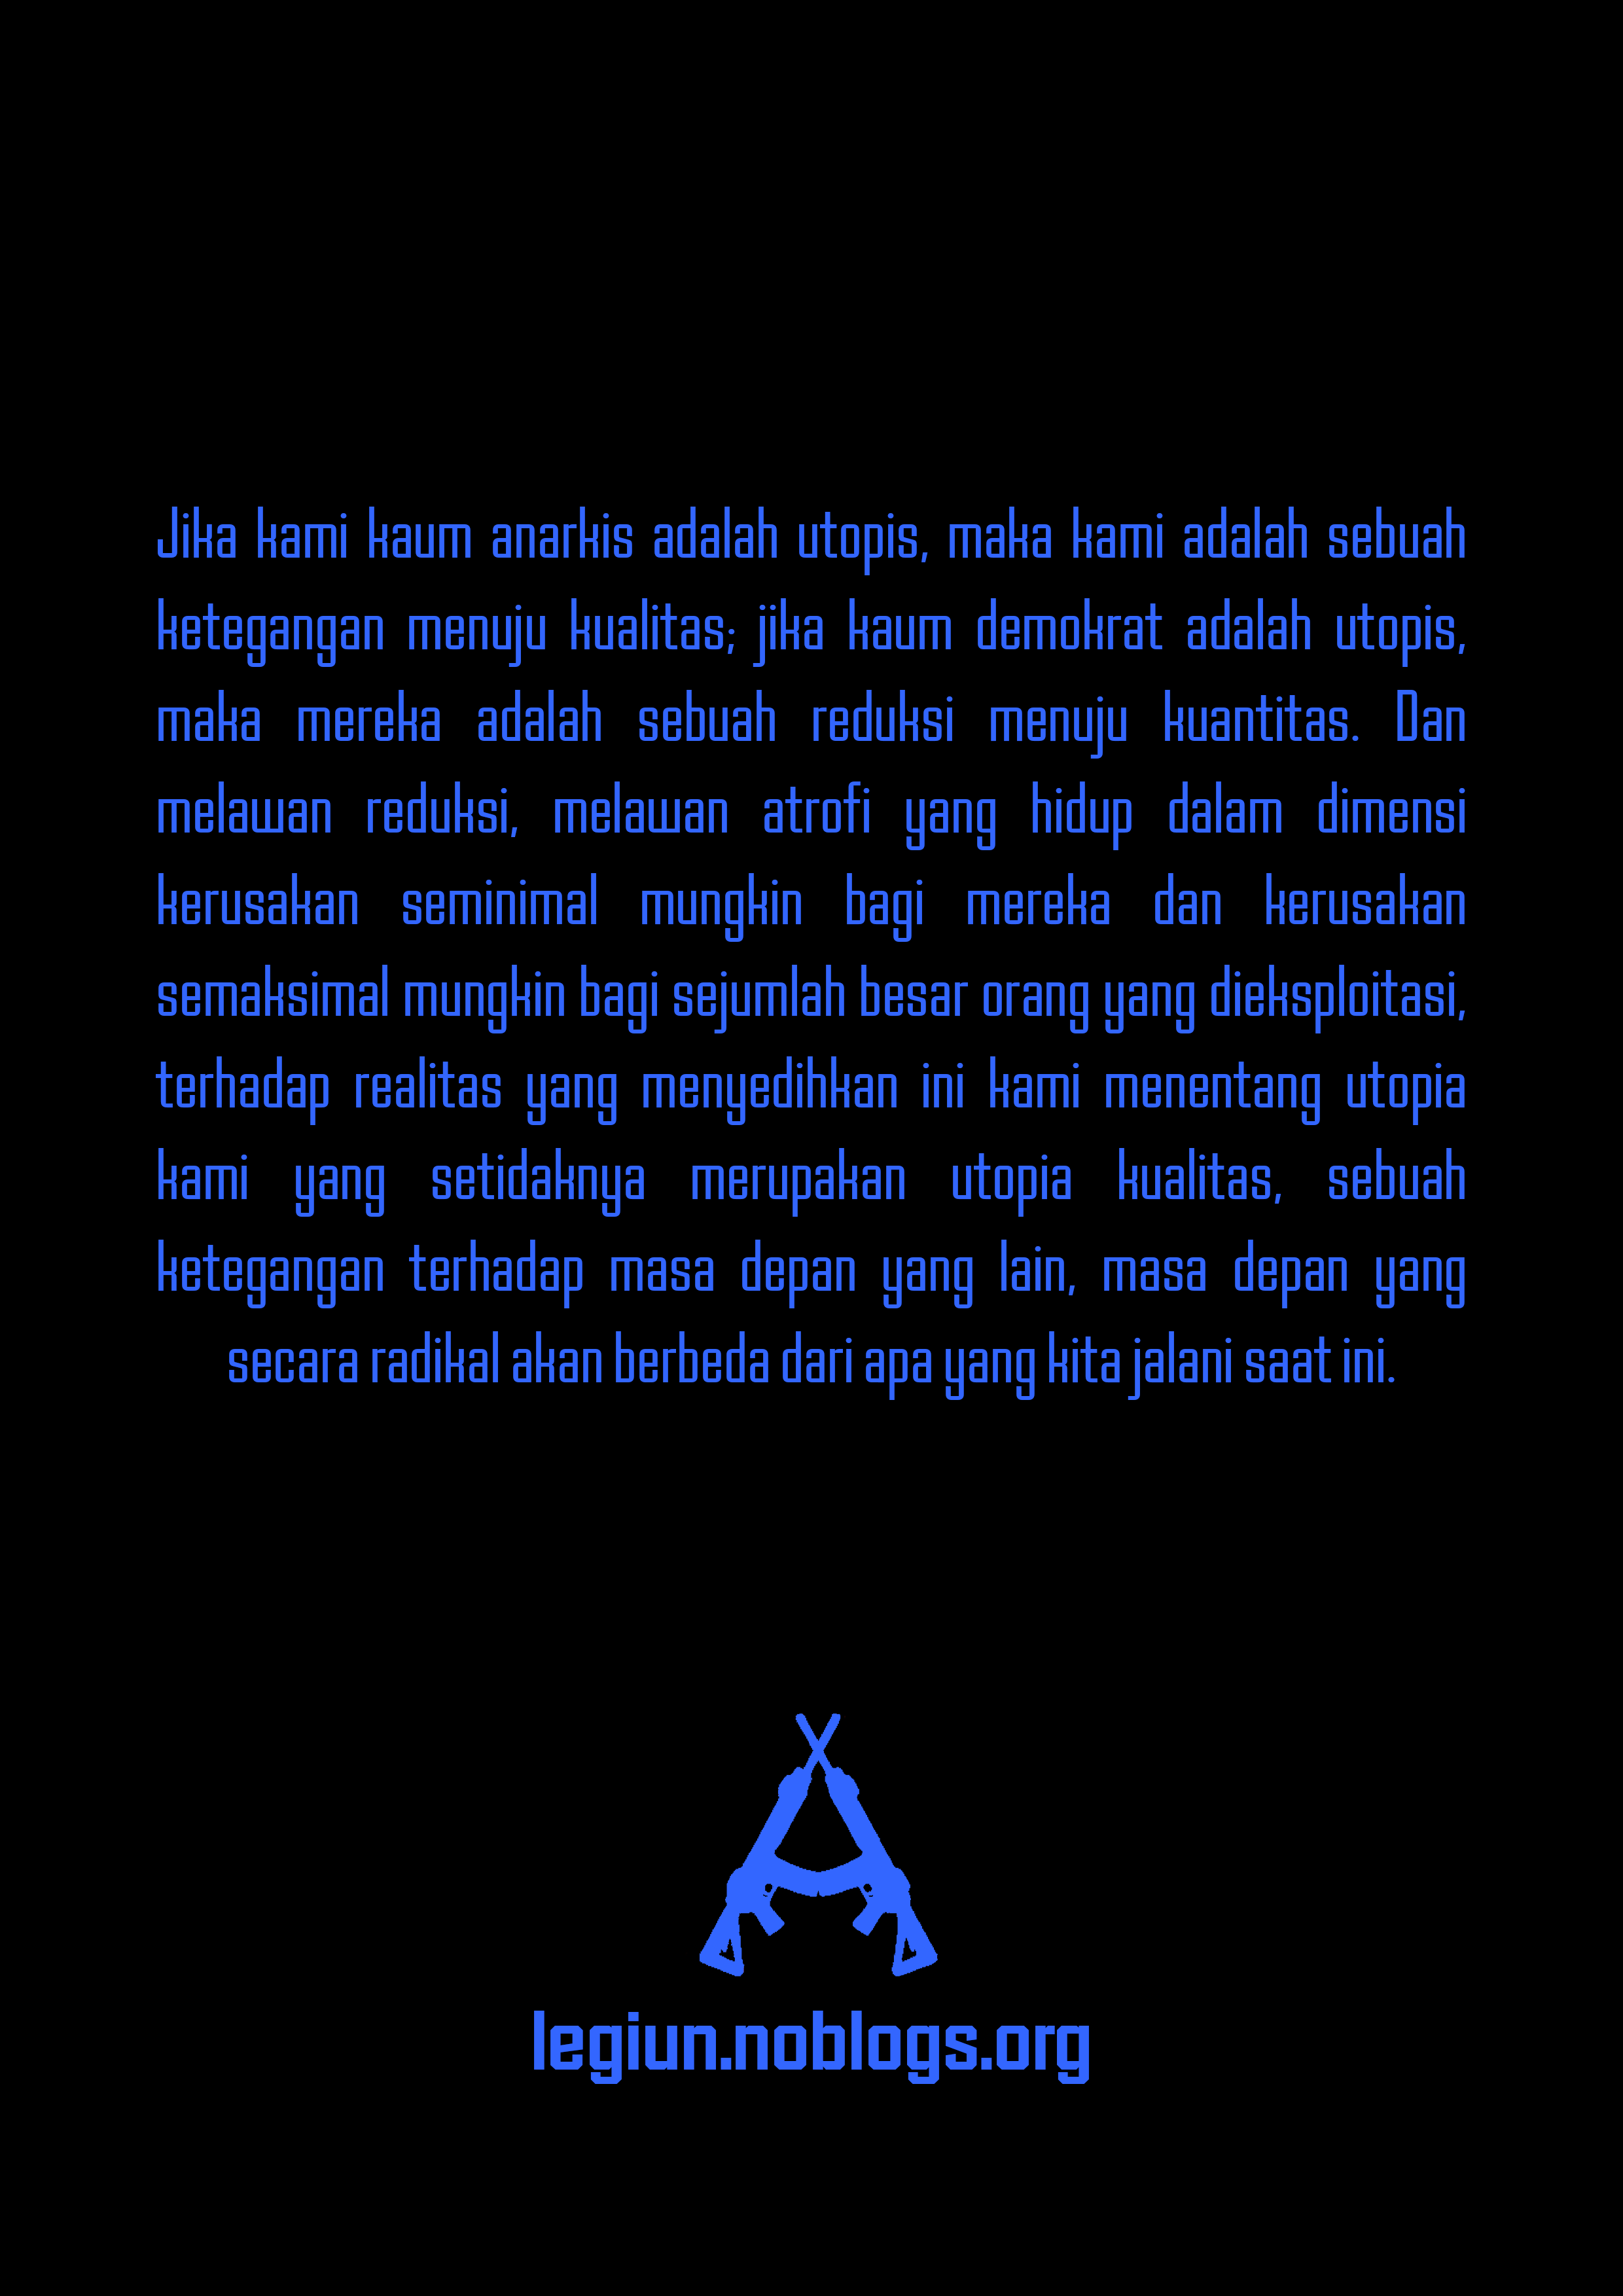 Jika kami kaum anarkis adalah utopis, maka kami adalah sebuah
ketegangan menuju kualitas; jika kaum demokrat adalah utopis,
maka mereka adalah sebuah reduksi menuju kuantitas. Dan
melawan reduksi, melawan atrofi yang hidup dalam dimensi
kerusakan seminimal mungkin bagi mereka dan kerusakan
semaksimal mungkin bagi sejumlah besar orang yang dieksploitasi,
terhadap realitas yang menyedihkan ini kami menentang utopia
kami yang setidaknya merupakan utopia kualitas, sebuah
ketegangan terhadap masa depan yang lain, masa depan yang
secara radikal akan berbeda dari apa yang kita jalani saat ini.
legiun.noblogs.org